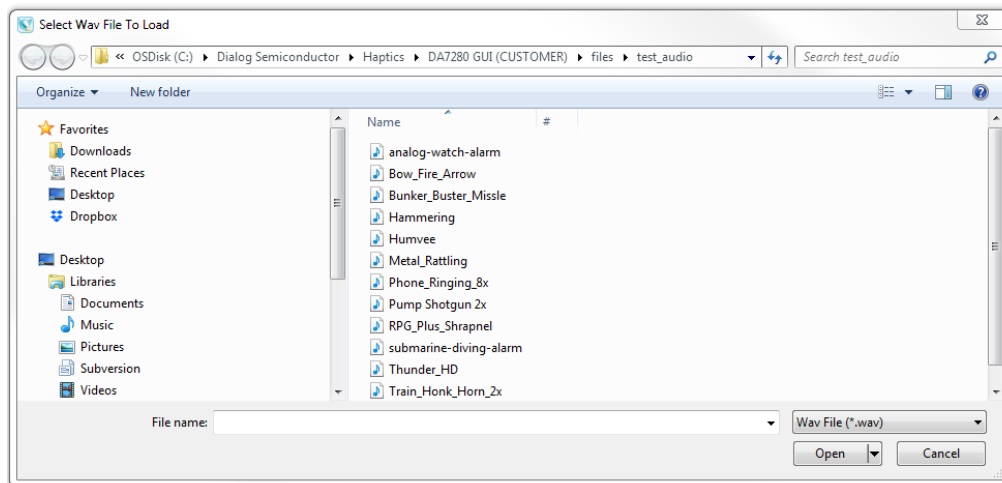 Select Wav File To Load
« OSDisk (C:) ▸ Dialog Semiconductor ▸ Haptics ▸ DA7280 GUI (CUSTOMER) ▸ files ▸ test_audio
Search test_audio
Organize
New folder
Favorites
Downloads
Recent Places
Desktop
Dropbox
Desktop
Libraries
Documents
Music
Pictures
Subversion
Videos
Name #
analog-watch-alarm
Bow_Fire_Arrow
Bunker_Buster_Missle
Hammering
Humvee
Metal_Rattling
Phone_Ringing_8x
Pump Shotgun 2x
RPG_Plus_Shrapnel
submarine-diving-alarm
Thunder_HD
Train_Honk_Horn_2x
File name:
Wav File (*.wav)
Open
Cancel